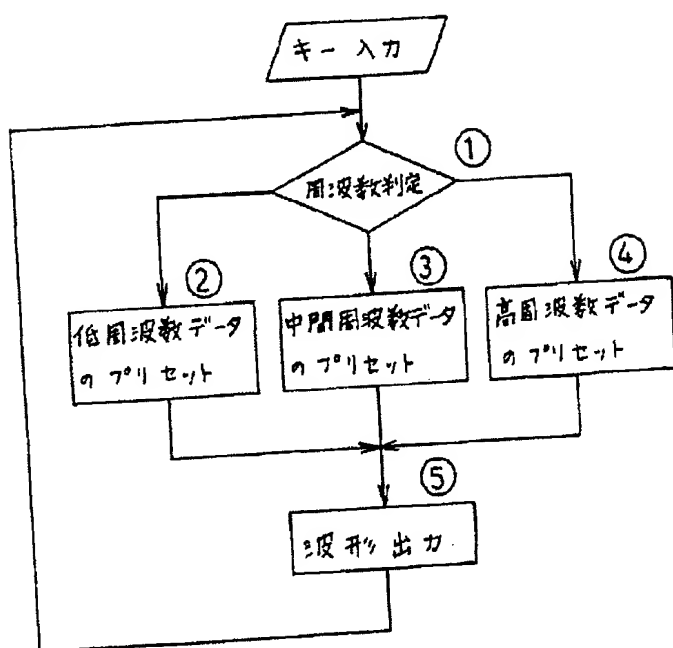 キー入力
①
周波数判定
②
③
④
低周波数データ
のプリセット
中間周波数データ
のプリセット
高周波数データ
のプリセット
⑤
波形出力